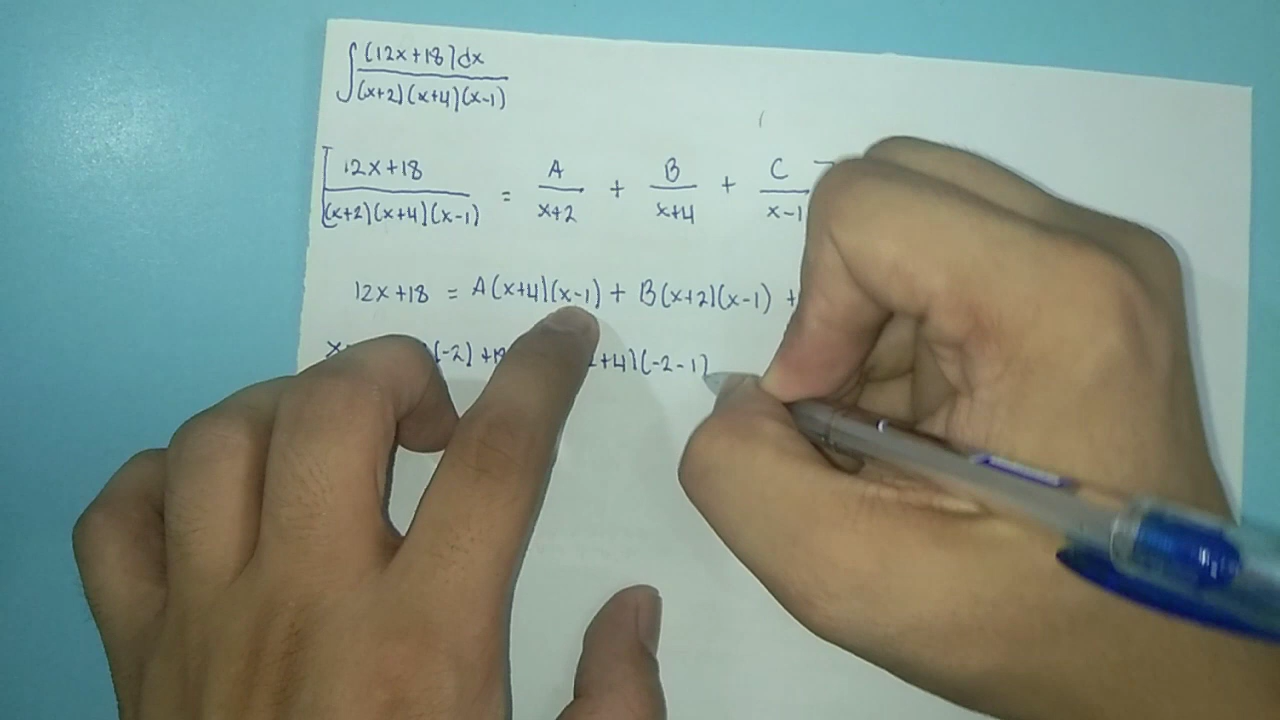 ∫ (12x+18)dx / (x+2)(x+4)(x-1)
[ 12x+18 / (x+2)(x+4)(x-1) = A / x+2 + B / x+4 + C / x-1
12x+18 = A(x+4)(x-1) + B(x+2)(x-1) +
(-2) +18 +4)(-2-1)